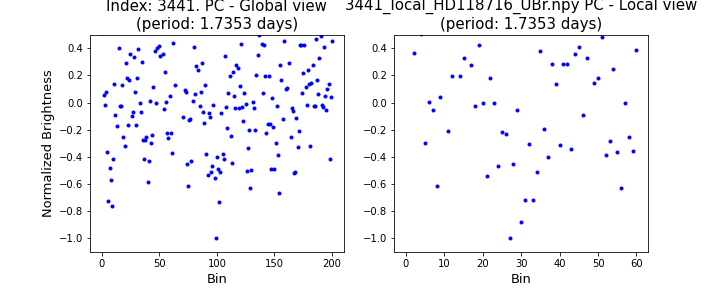 Index: 3441. PC - Global view
(period: 1.7353 days)
3441_local_HD118716_UBr.npy PC - Local view
(period: 1.7353 days)
Normalized Brightness
0.4
0.2
0.0
−0.2
−0.4
−0.6
−0.8
−1.0
0 50 100 150 200
Bin
0.4
0.2
0.0
−0.2
−0.4
−0.6
−0.8
−1.0
0 10 20 30 40 50 60
Bin